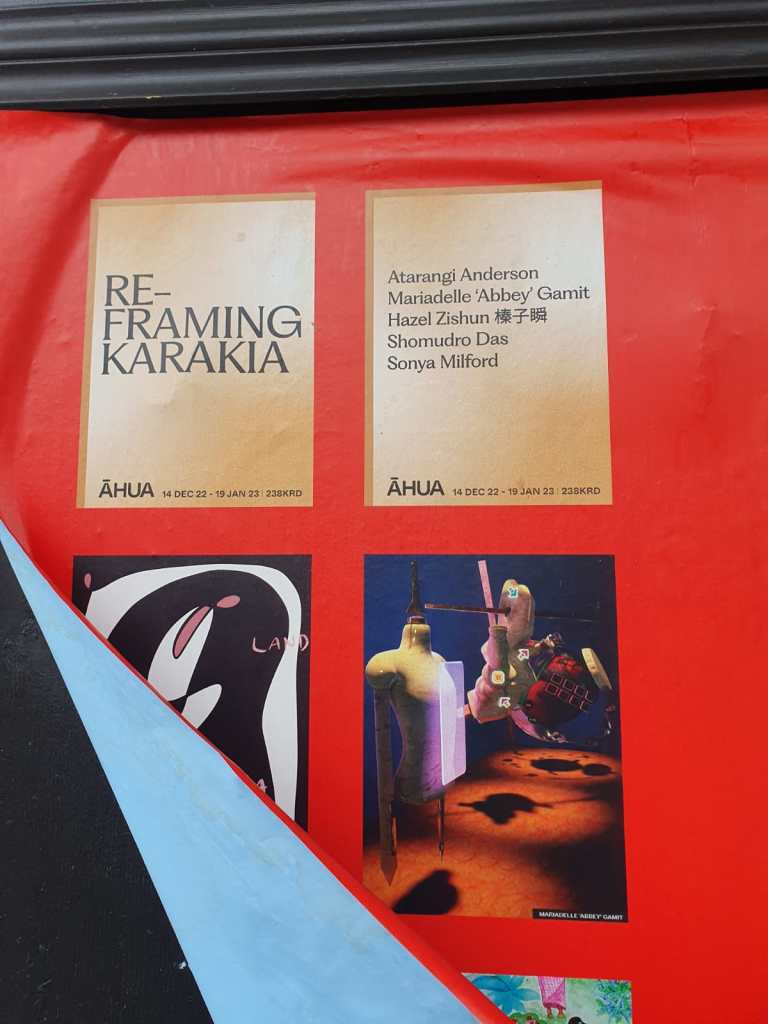 RE-
FRAMING
KARAKIA
ĀHUA 14 DEC 22 - 19 JAN 23 | 238KRD
Atarangi Anderson
Mariadelle ‘Abbey’ Gamit
Hazel Zishun 榛子瞬
Shomudro Das
Sonya Milford
ĀHUA 14 DEC 22 - 19 JAN 23 | 238KRD
LAND
MARIADELLE ‘ABBEY’ GAMIT